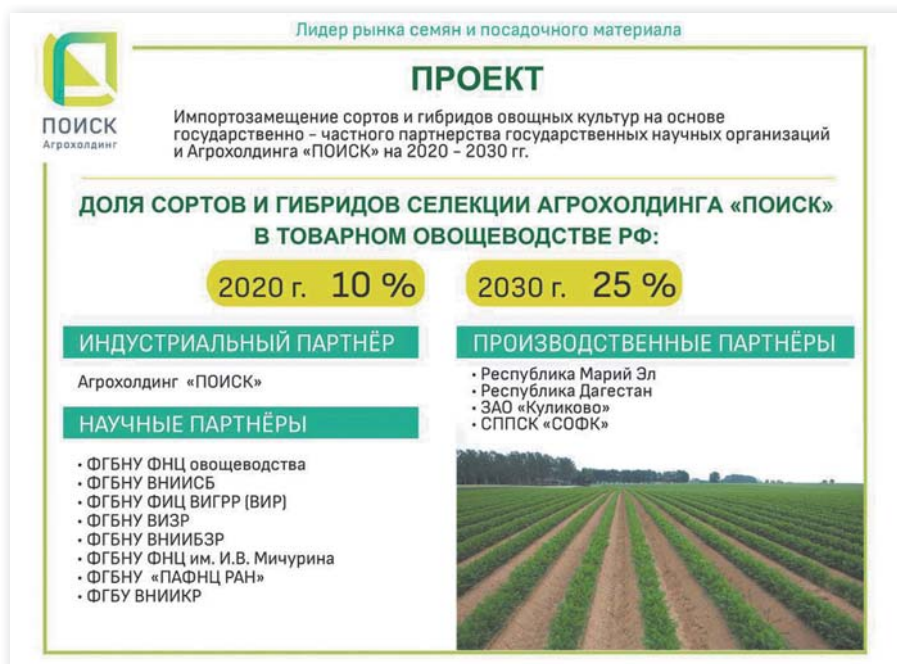 Лидер рынка семян и посадочного материала
ПОИСК
Агрохолдинг
ПРОЕКТ
Импортозамещение сортов и гибридов овощных культур на основе
государственно – частного партнерства государственных научных организаций
и Агрохолдинга «ПОИСК» на 2020 – 2030 гг.
ДОЛЯ СОРТОВ И ГИБРИДОВ СЕЛЕКЦИИ АГРОХОЛДИНГА «ПОИСК»
В ТОВАРНОМ ОВОЩЕВОДСТВЕ РФ:
2020 г. 10 %
2030 г. 25 %
ИНДУСТРИАЛЬНЫЙ ПАРТНЁР
Агрохолдинг «ПОИСК»
НАУЧНЫЕ ПАРТНЁРЫ
• ФГБНУ ФНЦ овощеводства
• ФГБНУ ВНИИСБ
• ФГБНУ ФИЦ ВИГРР (ВИР)
• ФГБНУ ВИЗР
• ФГБНУ ВНИИБЗР
• ФГБНУ ФНЦ им. И.В. Мичурина
• ФГБНУ «ПАФНЦ РАН»
• ФГБУ ВНИИКР
ПРОИЗВОДСТВЕННЫЕ ПАРТНЁРЫ
• Республика Марий Эл
• Республика Дагестан
• ЗАО «Куликово»
• СППСК «СОФК»